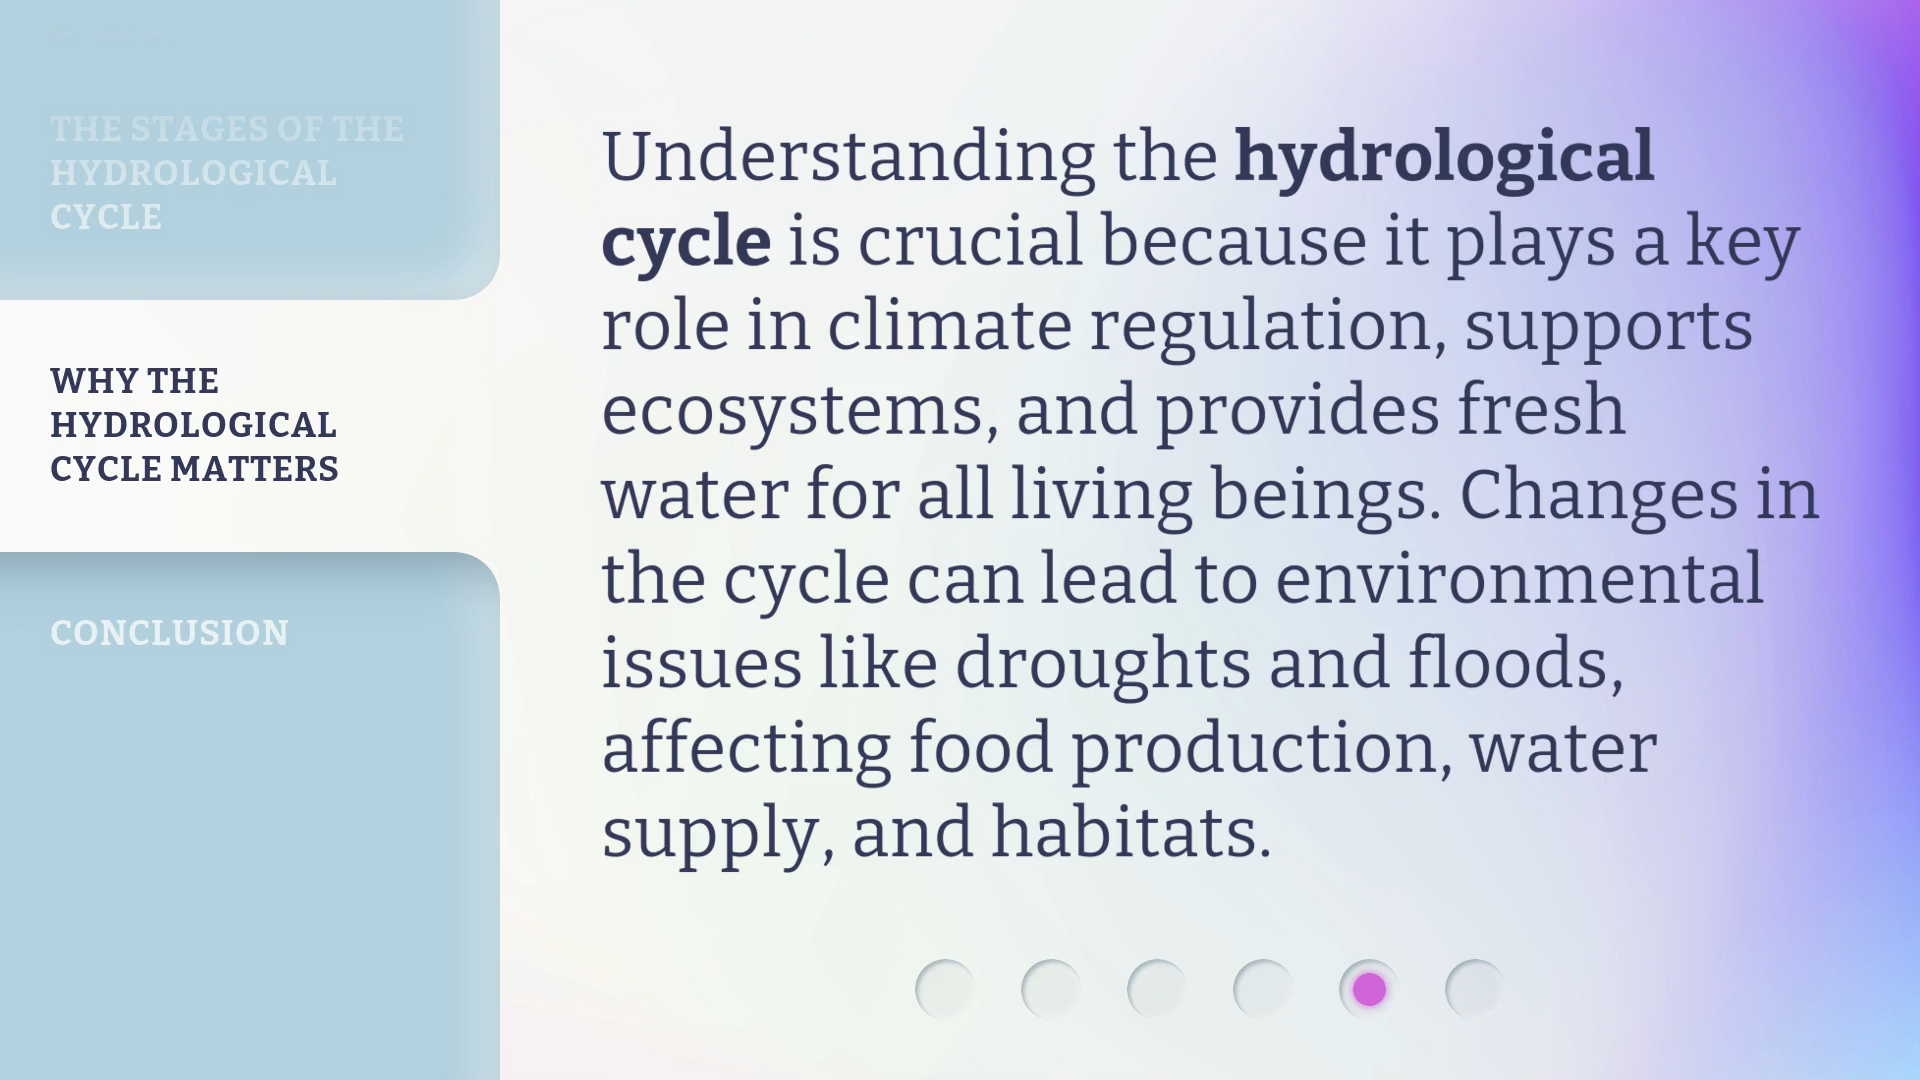 THE STAGES OF THE
HYDROLOGICAL
CYCLE
WHY THE
HYDROLOGICAL
CYCLE MATTERS
CONCLUSION
Understanding the hydrological
cycle is crucial because it plays a key
role in climate regulation, supports
ecosystems, and provides fresh
water for all living beings. Changes in
the cycle can lead to environmental
issues like droughts and floods,
affecting food production, water
supply, and habitats.